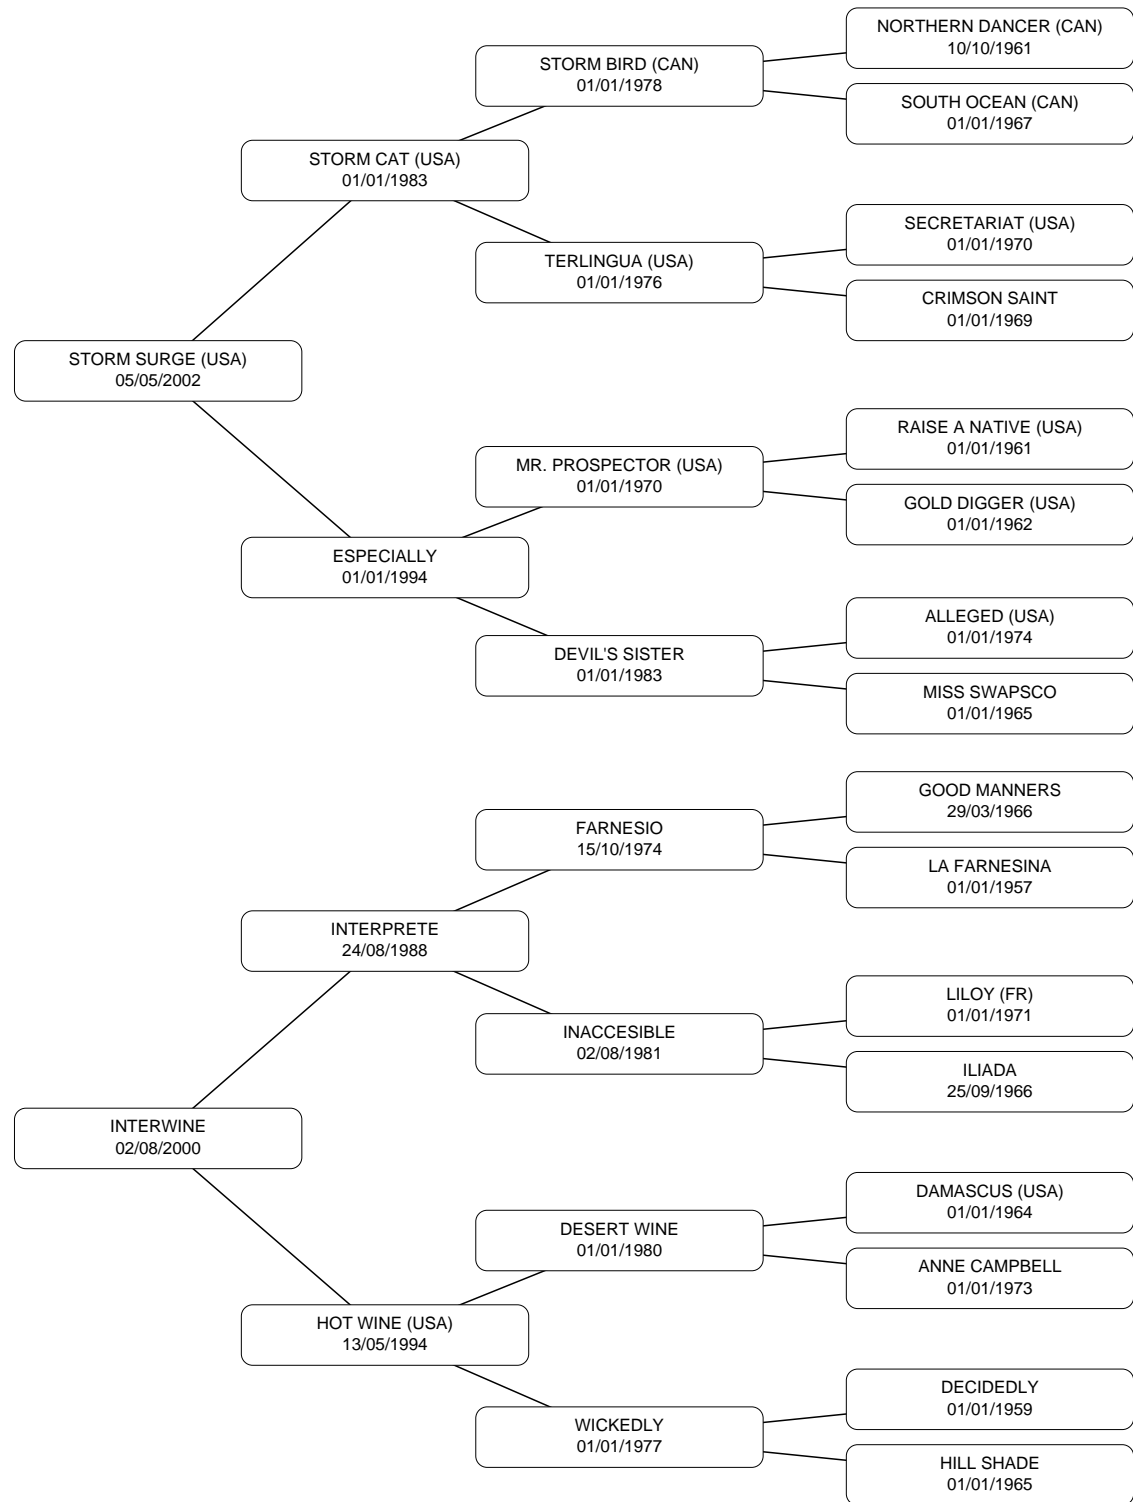 NORTHERN DANCER (CAN)
10/10/1961
STORM BIRD (CAN)
01/01/1978
SOUTH OCEAN (CAN)
01/01/1967
STORM CAT (USA)
01/01/1983
SECRETARIAT (USA)
01/01/1970
TERLINGUA (USA)
01/01/1976
CRIMSON SAINT
01/01/1969
STORM SURGE (USA)
05/05/2002
RAISE A NATIVE (USA)
01/01/1961
MR. PROSPECTOR (USA)
01/01/1970
GOLD DIGGER (USA)
01/01/1962
ESPECIALLY
01/01/1994
ALLEGED (USA)
01/01/1974
DEVIL'S SISTER
01/01/1983
MISS SWAPSCO
01/01/1965
GOOD MANNERS
29/03/1966
FARNESIO
15/10/1974
LA FARNESINA
01/01/1957
INTERPRETE
24/08/1988
LILOY (FR)
01/01/1971
INACCESIBLE
02/08/1981
ILIADA
25/09/1966
INTERWINE
02/08/2000
DAMASCUS (USA)
01/01/1964
DESERT WINE
01/01/1980
ANNE CAMPBELL
01/01/1973
HOT WINE (USA)
13/05/1994
DECIDEDLY
01/01/1959
WICKEDLY
01/01/1977
HILL SHADE
01/01/1965